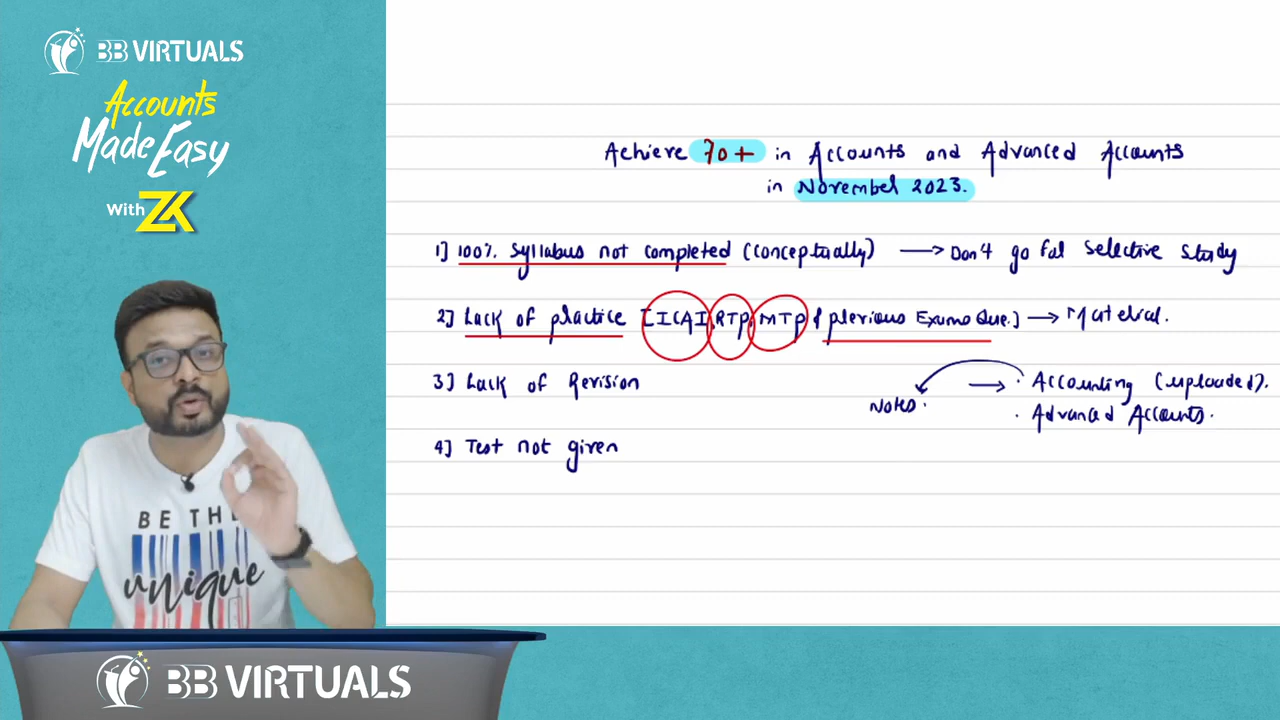 BB VIRTUALS
Accounts
Made Easy
With ZK
Achieve 70+ in Accounts and Advanced Accounts
in November 2023.
1] 100% syllabus not completed (conceptually) → Don't go for selective study
2] Lack of practice [ICAI, RTP, MTP & previous Exams Que.] → Material.
3] Lack of Revision
→ · Accounting (uploaded).
Notes.
· Advanced Accounts.
4] Test not given
BE THE
unique
BB VIRTUALS